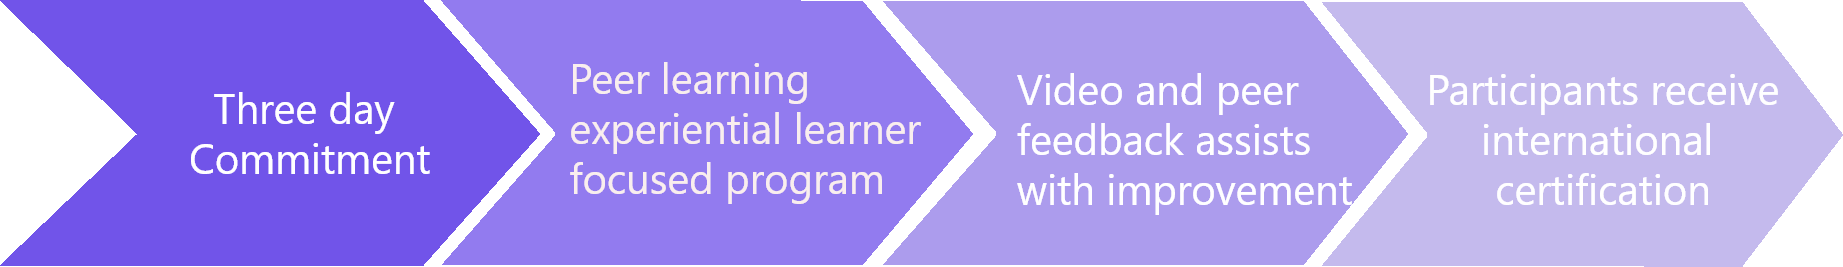 Three day
Commitment
Peer learning
experiential learner
focused program
Video and peer
feedback assists
with improvement
Participants receive
international
certification